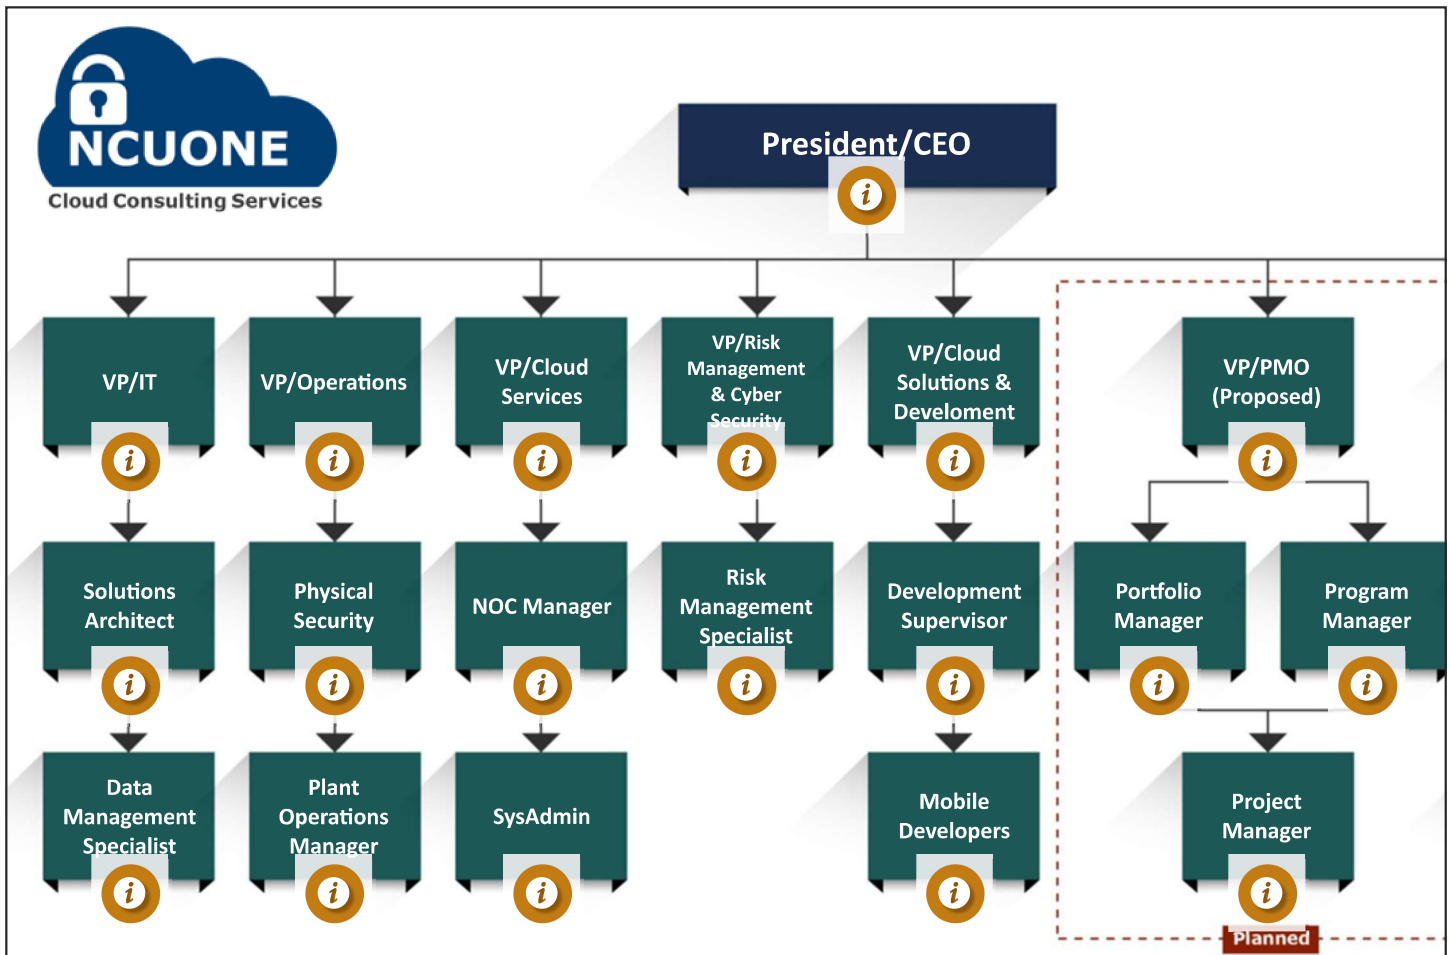 NCUONE
Cloud Consulting Services
President/CEO
i
VP/IT
i
VP/Operations
i
VP/Cloud
Services
i
VP/Risk
Management
& Cyber
Security
i
VP/Cloud
Solutions &
Develoment
i
VP/PMO
(Proposed)
i
Solutions
Architect
i
Physical
Security
i
NOC Manager
i
Risk
Management
Specialist
i
Development
Supervisor
i
Portfolio
Manager
i
Program
Manager
i
Data
Management
Specialist
i
Plant
Operations
Manager
i
SysAdmin
i
Mobile
Developers
i
Project
Manager
i
Planned